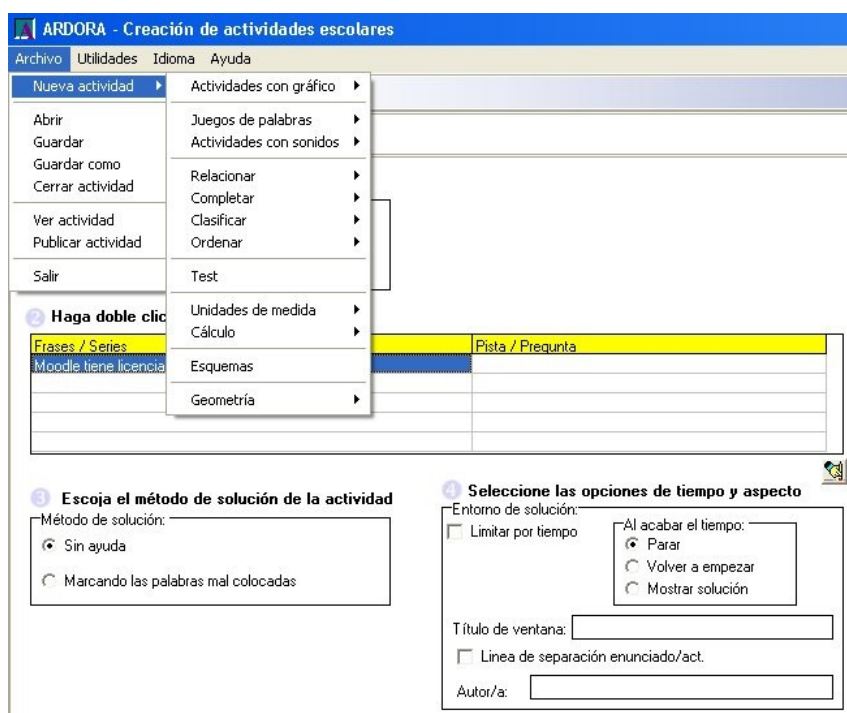 ARDORA - Creación de actividades escolares
Archivo Utilidades Idioma Ayuda
Nueva actividad
Abrir
Guardar
Guardar como
Cerrar actividad
Ver actividad
Publicar actividad
Salir
Actividades con gráfico
Juegos de palabras
Actividades con sonidos
Relacionar
Completar
Clasificar
Ordenar
Test
Unidades de medida
Cálculo
Esquemas
Geometría
2 Haga doble clic
Frases / Series Pista / Pregunta
Moodle tiene licencia
3 Escoja el método de solución de la actividad
Método de solución:
Sin ayuda
Marcando las palabras mal colocadas
4 Seleccione las opciones de tiempo y aspecto
Entorno de solución:
Limitar por tiempo
Al acabar el tiempo:
Parar
Volver a empezar
Mostrar solución
Título de ventana:
Linea de separación enunciado/act.
Autor/a: